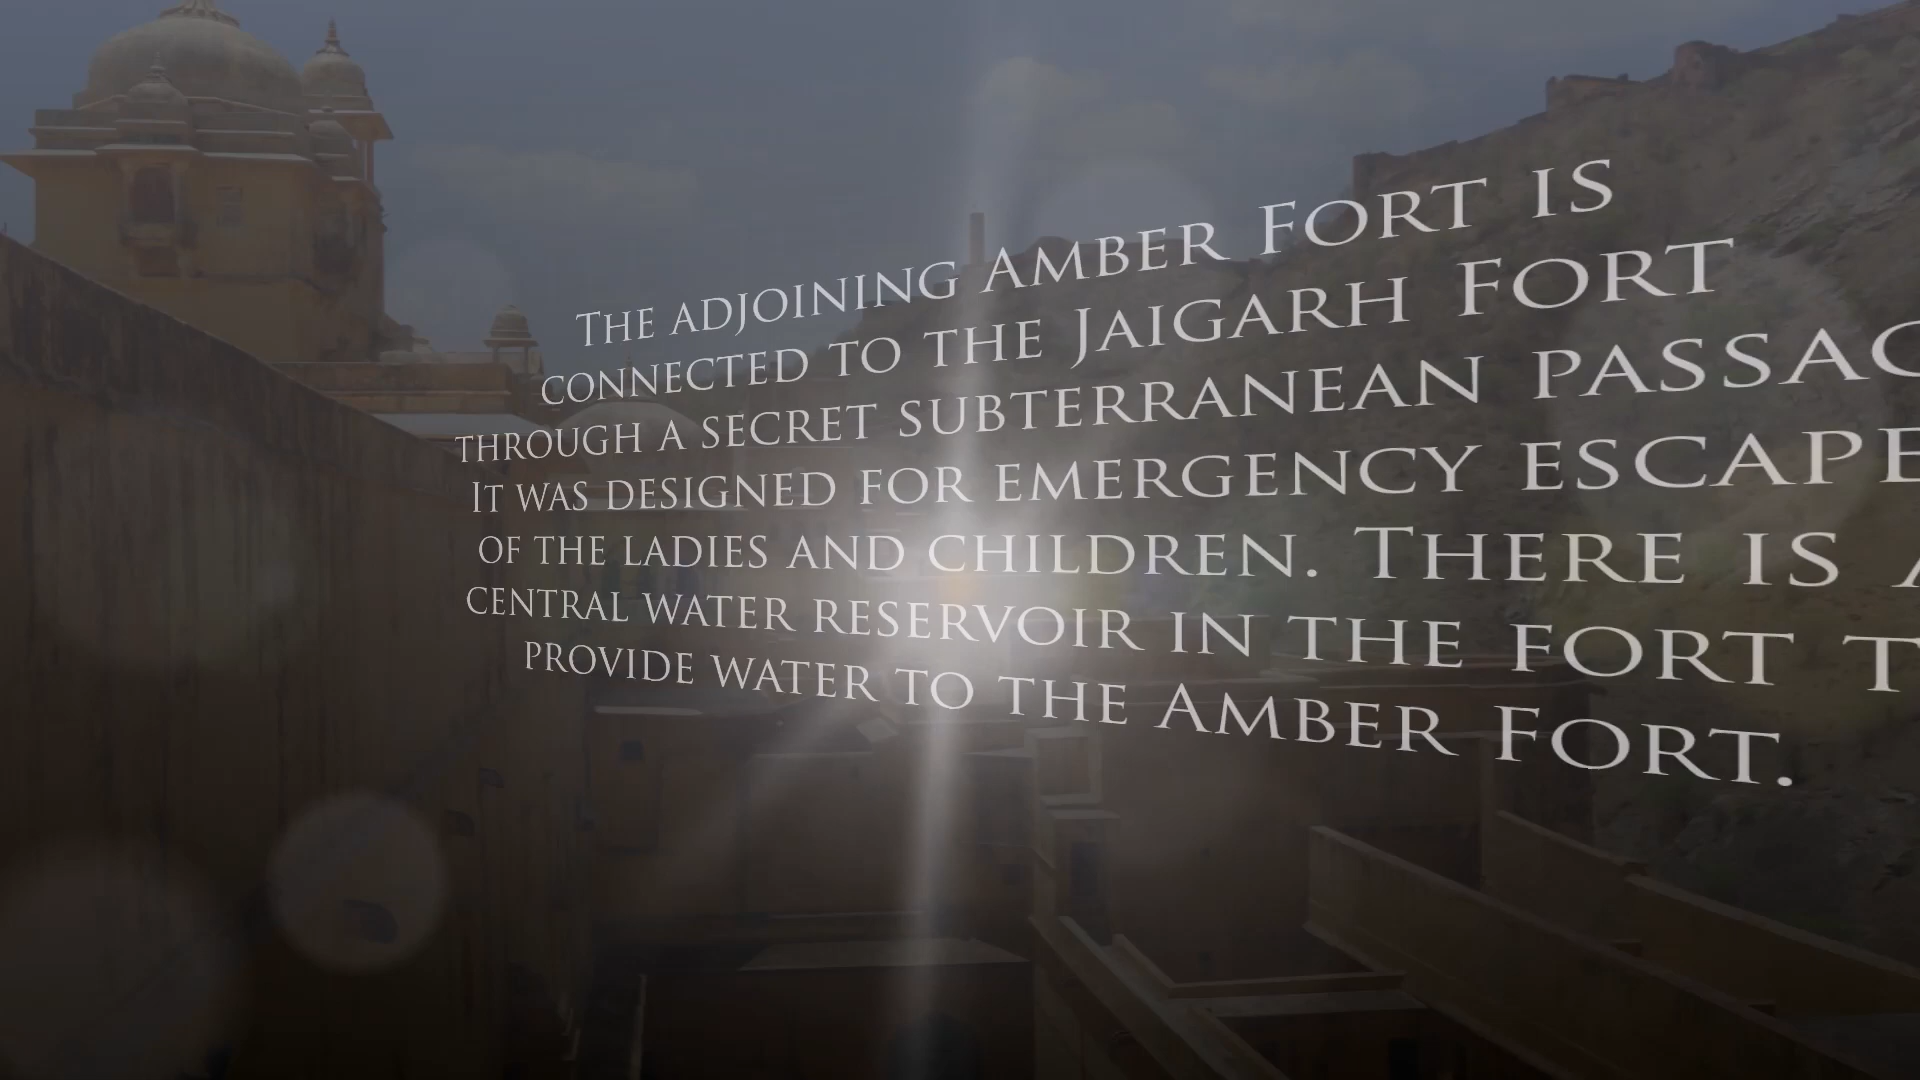 The adjoining Amber Fort is
connected to the Jaigarh Fort
through a secret subterranean
It was designed for emergency escape
of the ladies and children. There is
central water reservoir in the fort
provide water to the Amber Fort.